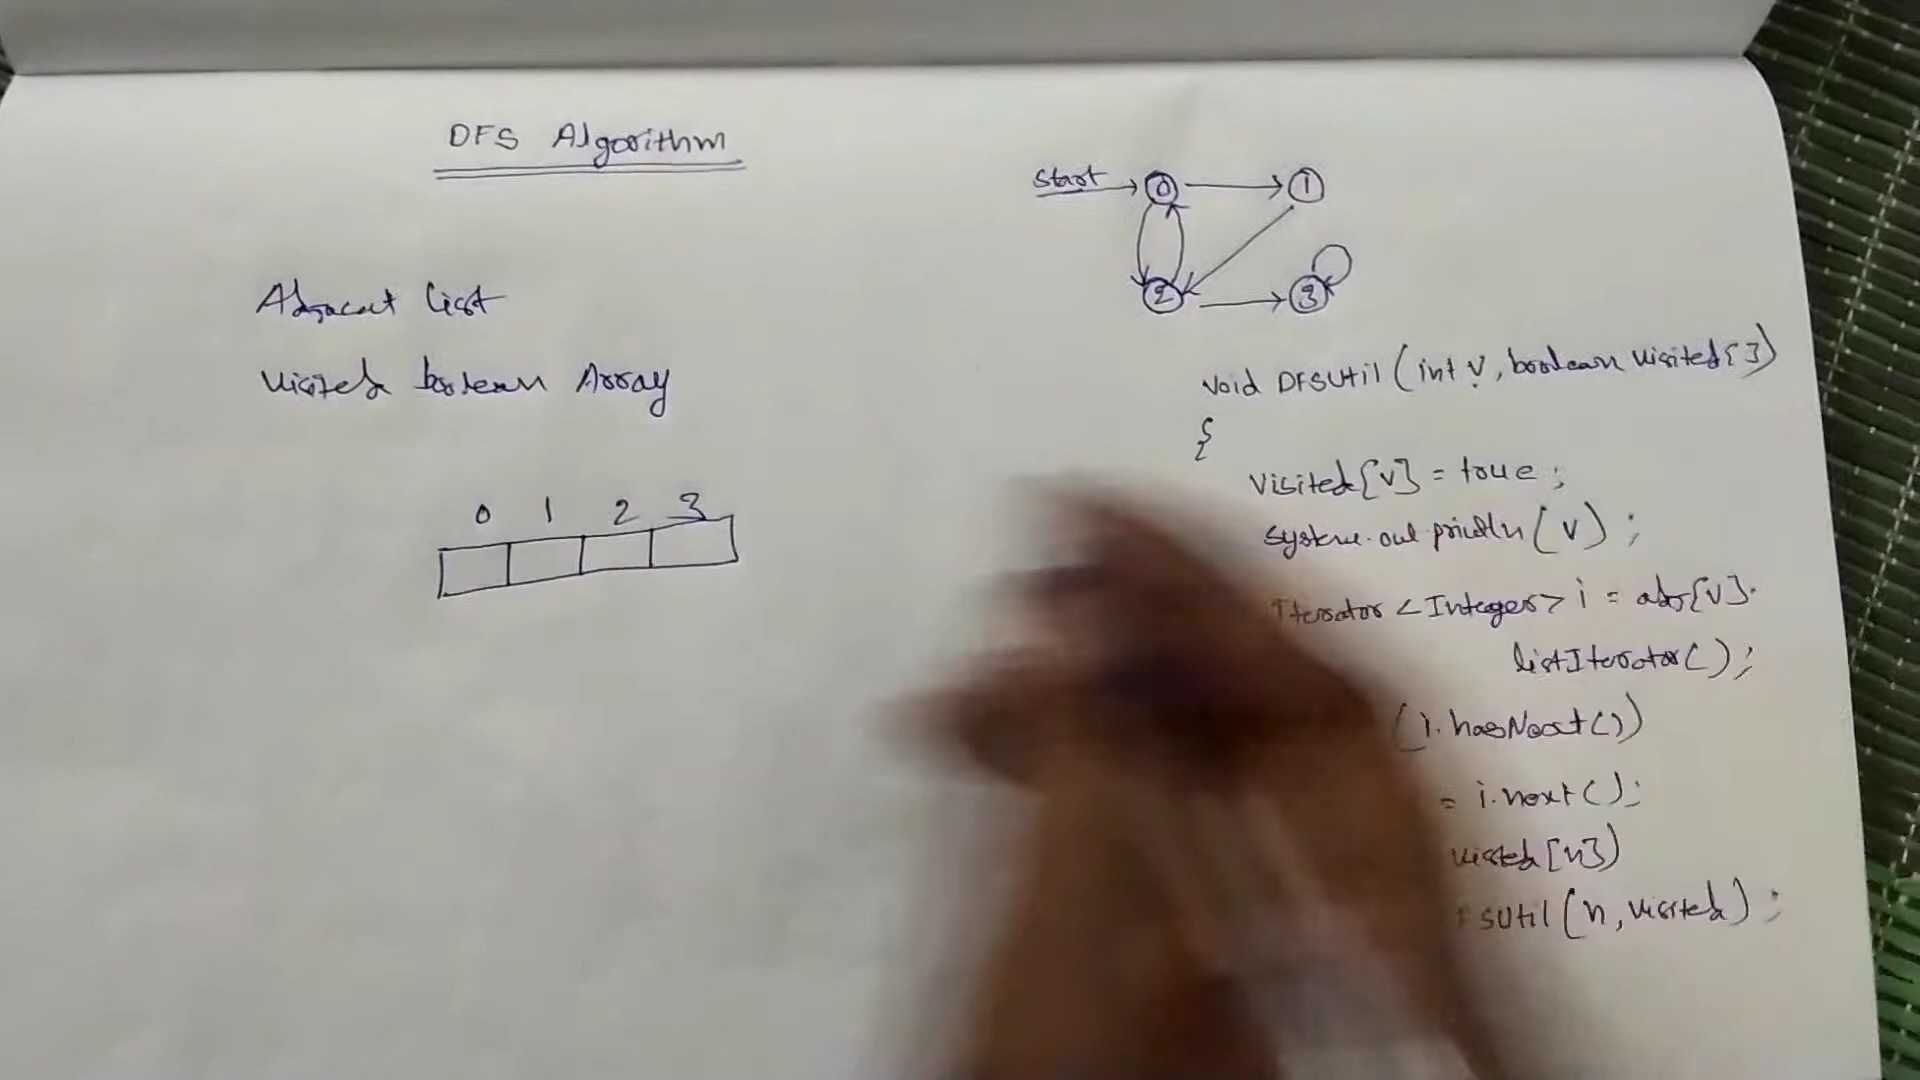 DFS Algorithm
Start
0
1
2
3
Adjacent list
Visited boolean Array
0 1 2 3
void DFSUtil (int v, boolean visited[])
{
visited[v] = true;
System.out.println(v);
Iterator <Integer> i = adj[v].
listIterator();
(i.hasNext())
= i.next();
visited[n])
SUtil (n, visited);